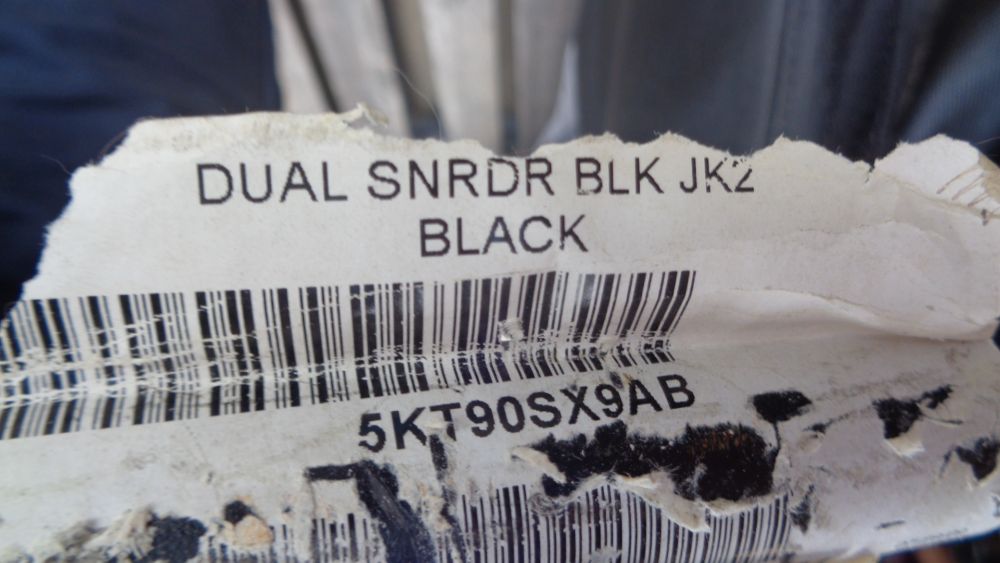 DUAL SNRDR BLK JK2
BLACK
5KT90SX9AB